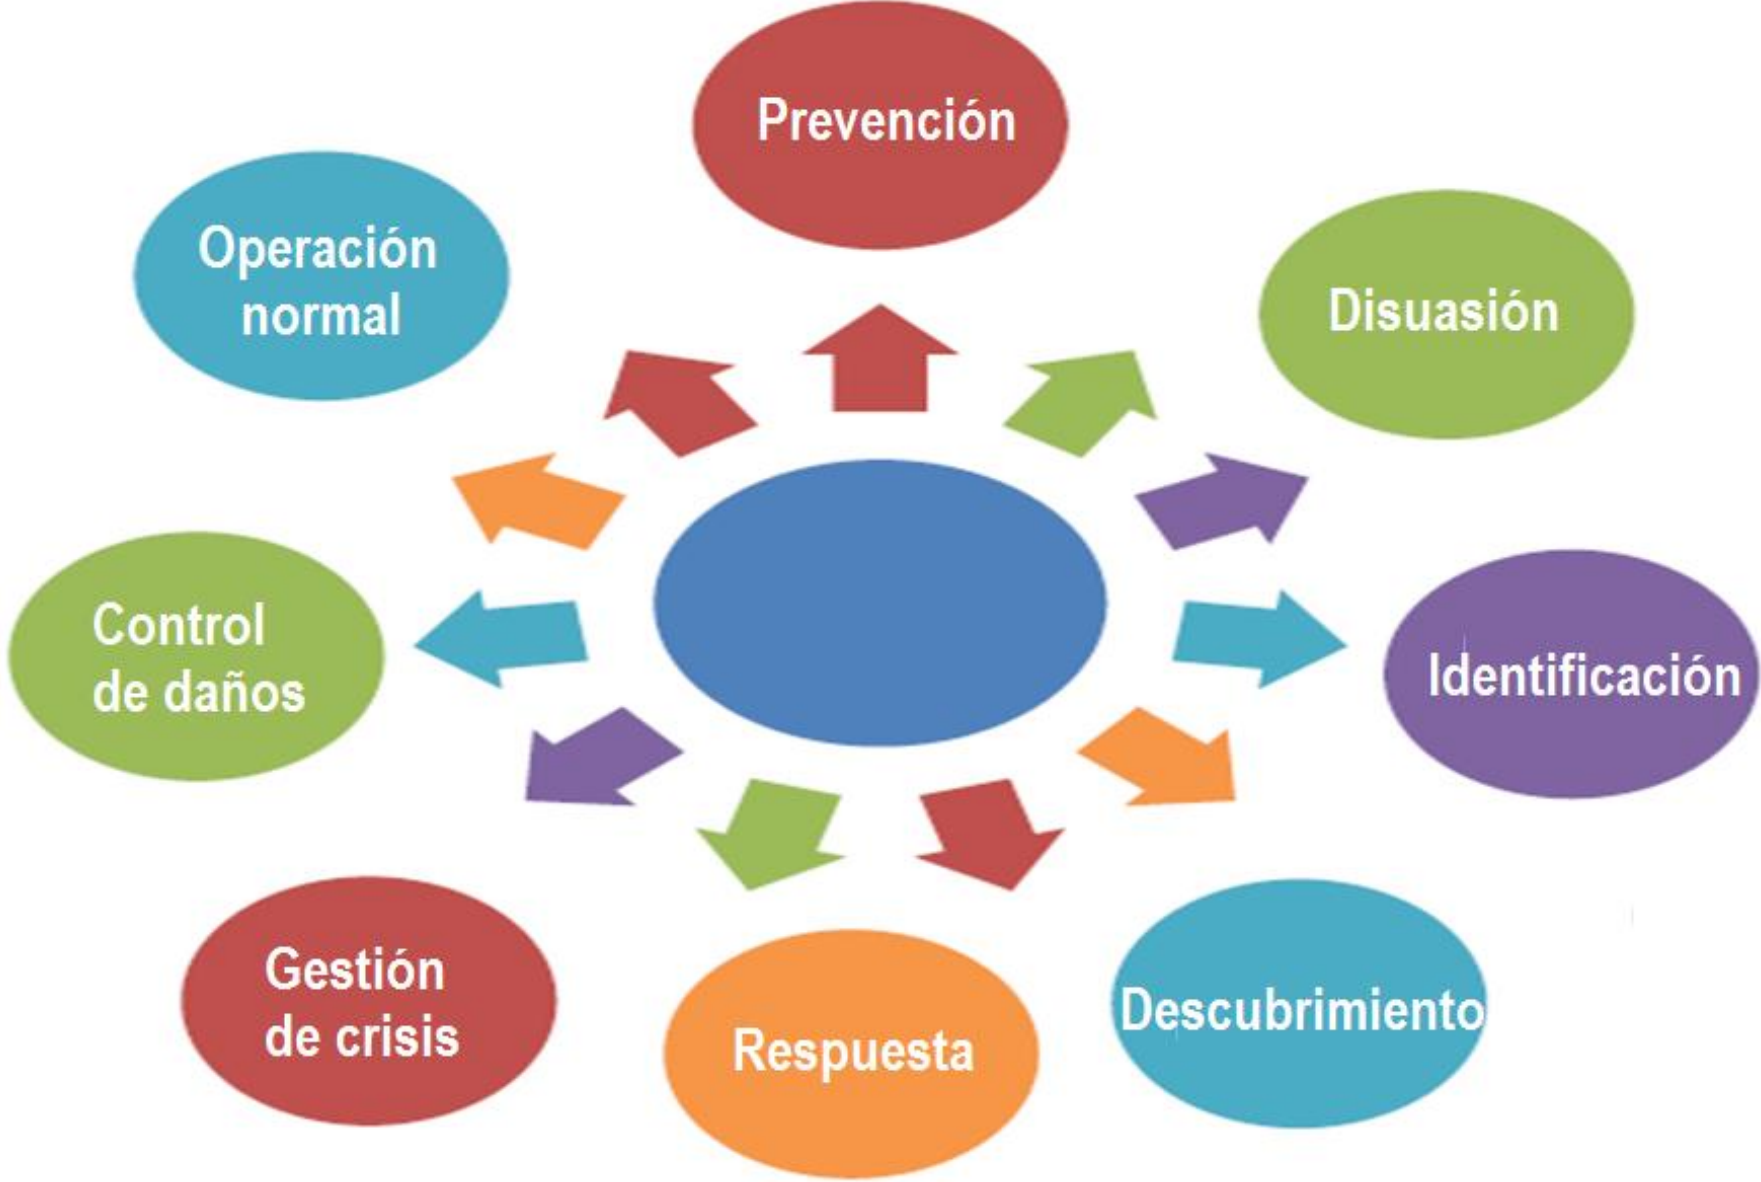 Prevención
Disuasión
Identificación
Descubrimiento
Respuesta
Gestión
de crisis
Control
de daños
Operación
normal